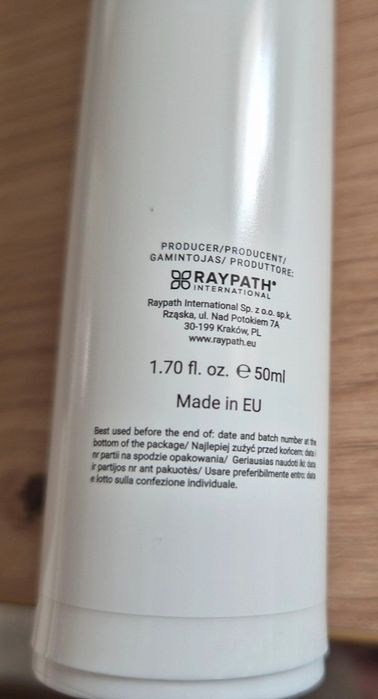 PRODUCER/PRODUCENT/
GAMINTOJAS/ PRODUTTORE:
RAYPATH®
INTERNATIONAL
Raypath International Sp. z o.o. sp.k.
Rząska, ul. Nad Potokiem 7A
30-199 Kraków, PL
www.raypath.eu
1.70 fl. oz. ℮ 50ml
Made in EU
Best used before the end of: date and batch number at the
bottom of the package/ Najlepiej zużyć przed końcem: data i
nr partii na spodzie opakowania/ Geriausias naudoti iki: data
ir partijos nr ant pakuotės/ Usare preferibilmente entro: data
e lotto sulla confezione individuale.